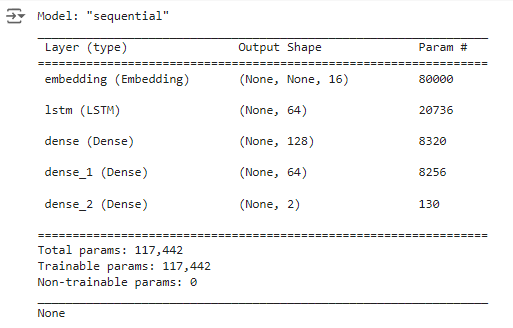 Model: "sequential"
_________________________________________________________________
Layer (type) Output Shape Param #
=================================================================
embedding (Embedding) (None, None, 16) 80000
lstm (LSTM) (None, 64) 20736
dense (Dense) (None, 128) 8320
dense_1 (Dense) (None, 64) 8256
dense_2 (Dense) (None, 2) 130
=================================================================
Total params: 117,442
Trainable params: 117,442
Non-trainable params: 0
_________________________________________________________________
None